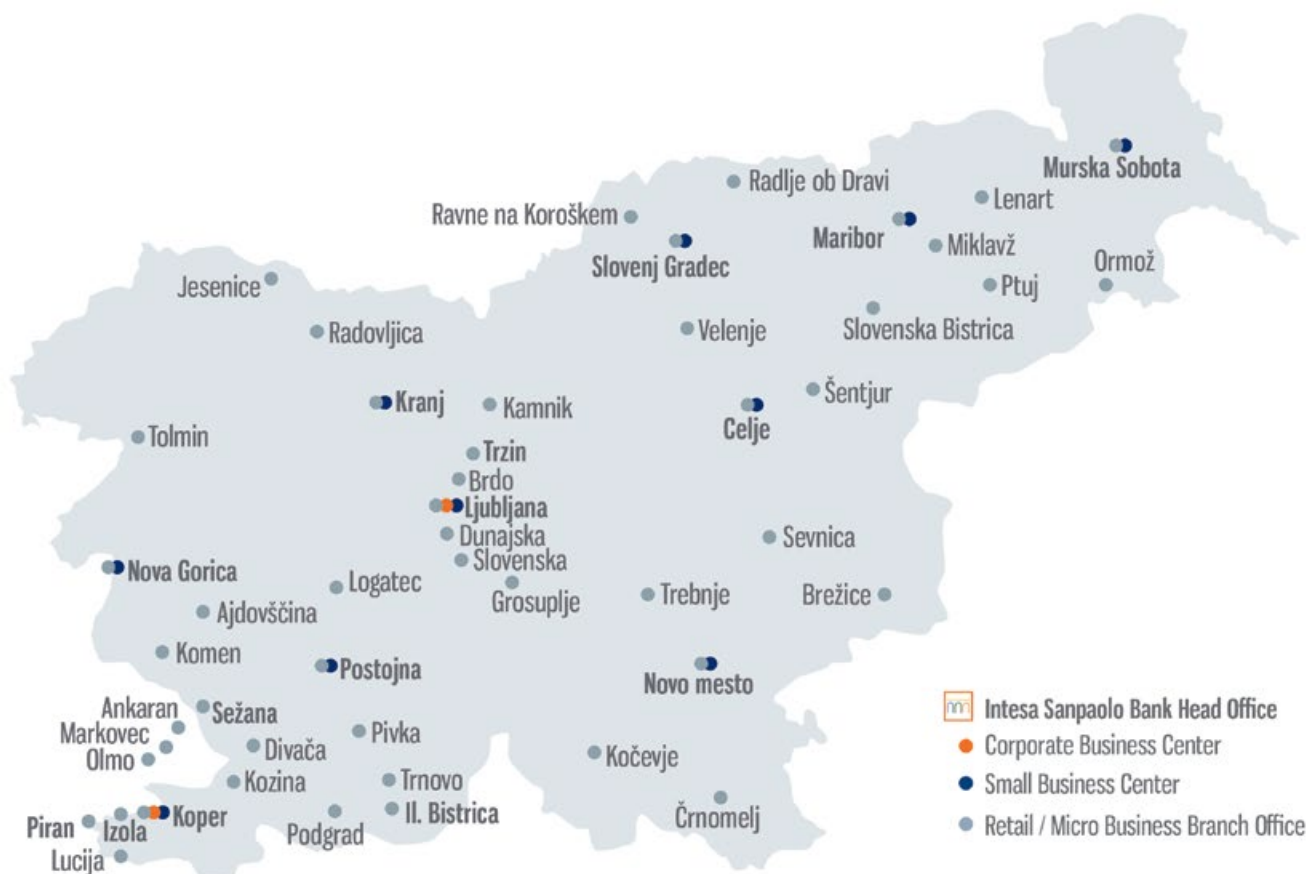 Murska Sobota
Radlje ob Dravi
Lenart
Ravne na Koroškem
Maribor
Miklavž
Slovenj Gradec
Ormož
Jesenice
Ptuj
Radovljica
Velenje
Slovenska Bistrica
Šentjur
Kranj
Kamnik
Celje
Tolmin
Trzin
Brdo
Ljubljana
Dunajska
Sevnica
Slovenska
Nova Gorica
Logatec
Grosuplje
Trebnje
Brežice
Ajdovščina
Komen
Postojna
Novo mesto
Ankaran
Sežana
Markovec
Pivka
Divača
Olmo
Kočevje
Kozina
Trnovo
Il. Bistrica
Koper
Črnomelj
Piran
Izola
Podgrad
Lucija
Intesa Sanpaolo Bank Head Office
Corporate Business Center
Small Business Center
Retail / Micro Business Branch Office